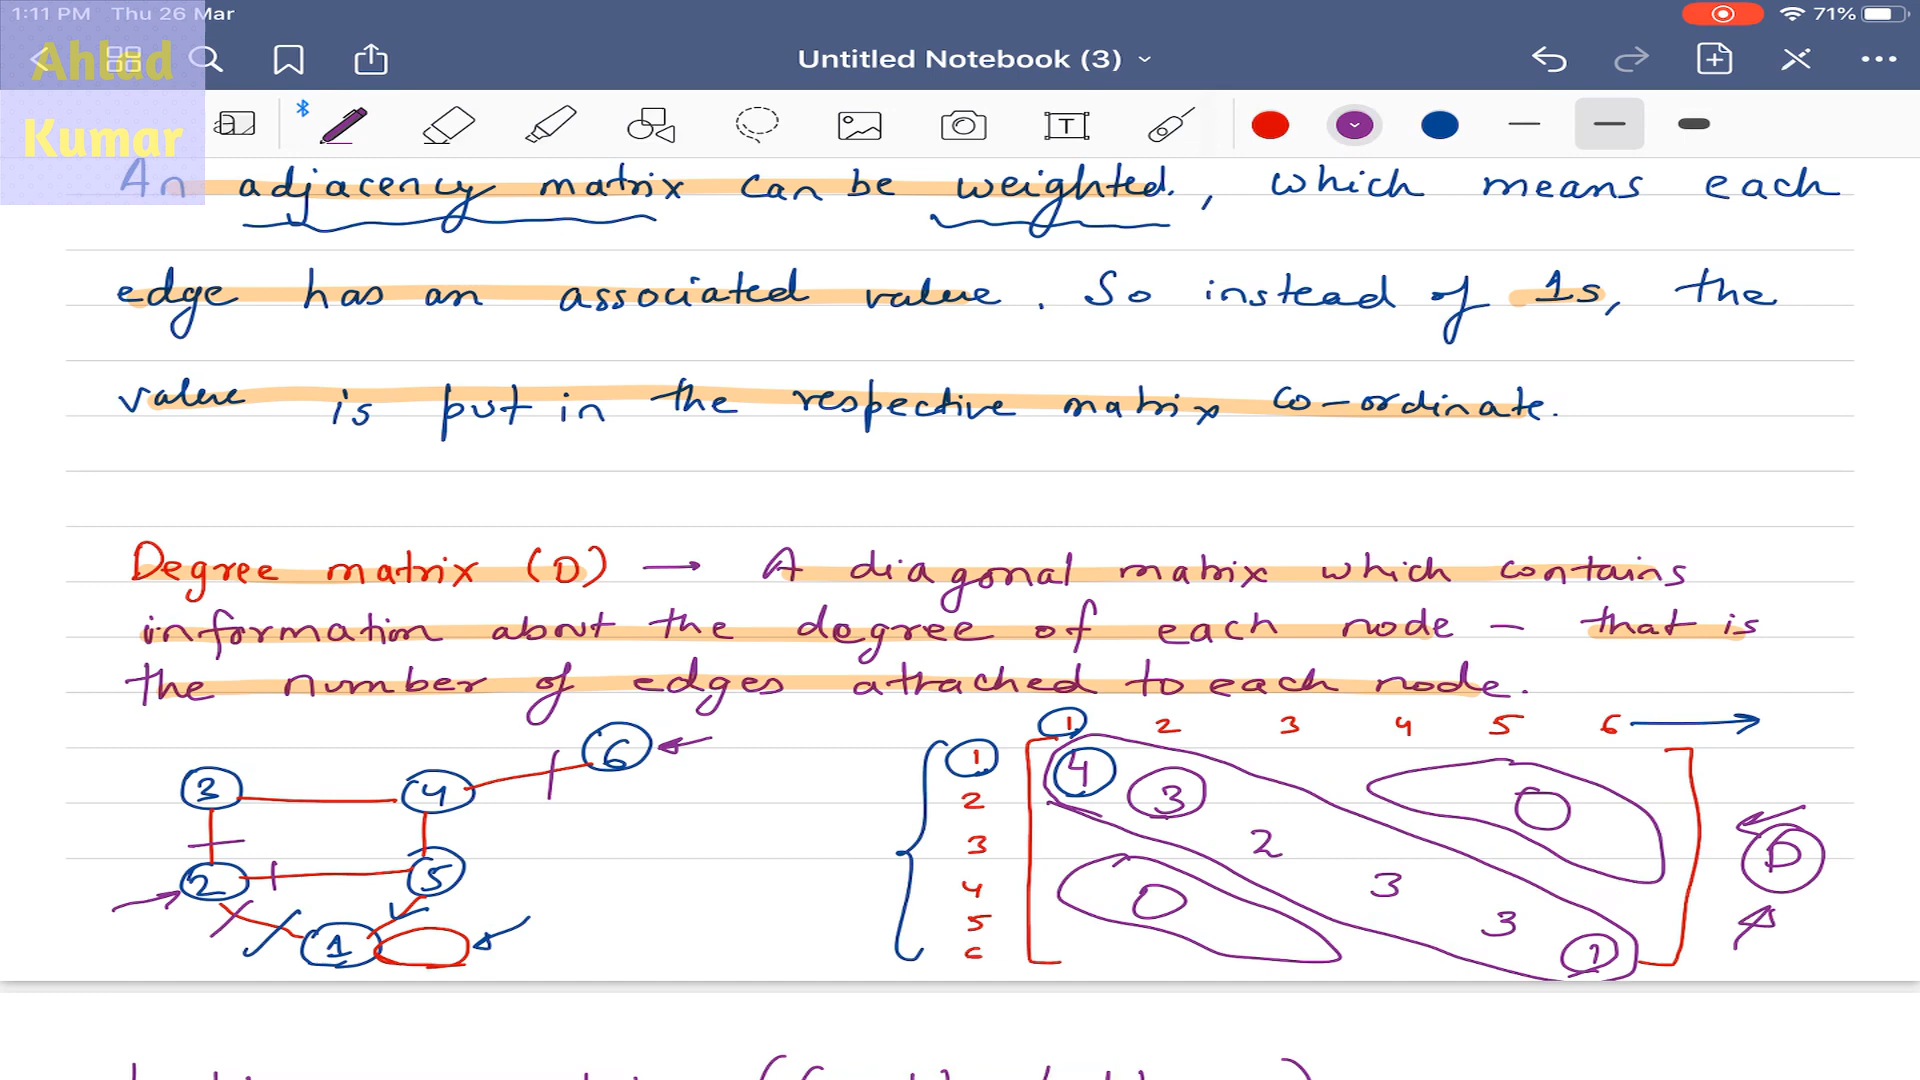 1:11 PM Thu 26 Mar
71%
Ahlad
Kumar
Untitled Notebook (3)
An adjacency matrix can be weighted, which means each
edge has an associated value. So instead of 1s, the
value is put in the respective matrix co-ordinate.
Degree matrix (D) → A diagonal matrix which contains
information about the degree of each node - that is
the number of edges attached to each node.
1 2 3 4 5 6
6
3 4
2 5
1
1 4 3 0
2
3 2
4 0 3
5 3
6 1
D